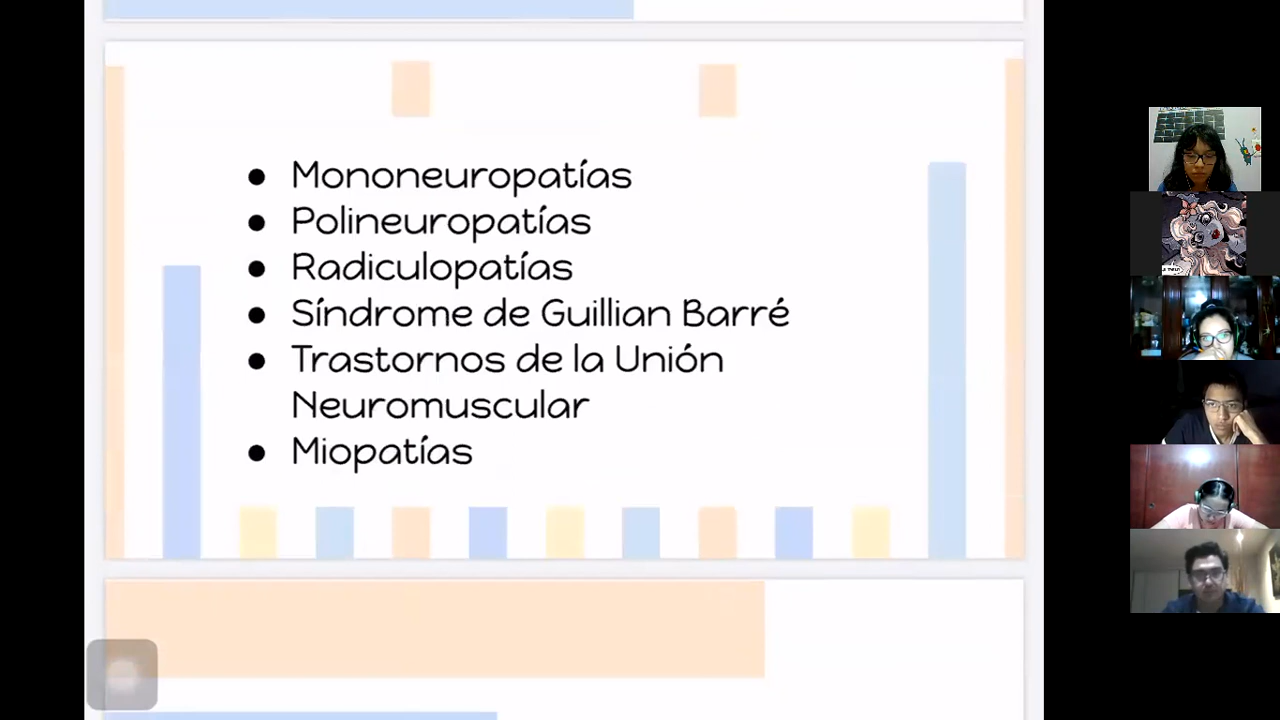 ● Mononeuropatías
● Polineuropatías
● Radiculopatías
● Síndrome de Guillian Barré
● Trastornos de la Unión
Neuromuscular
● Miopatías